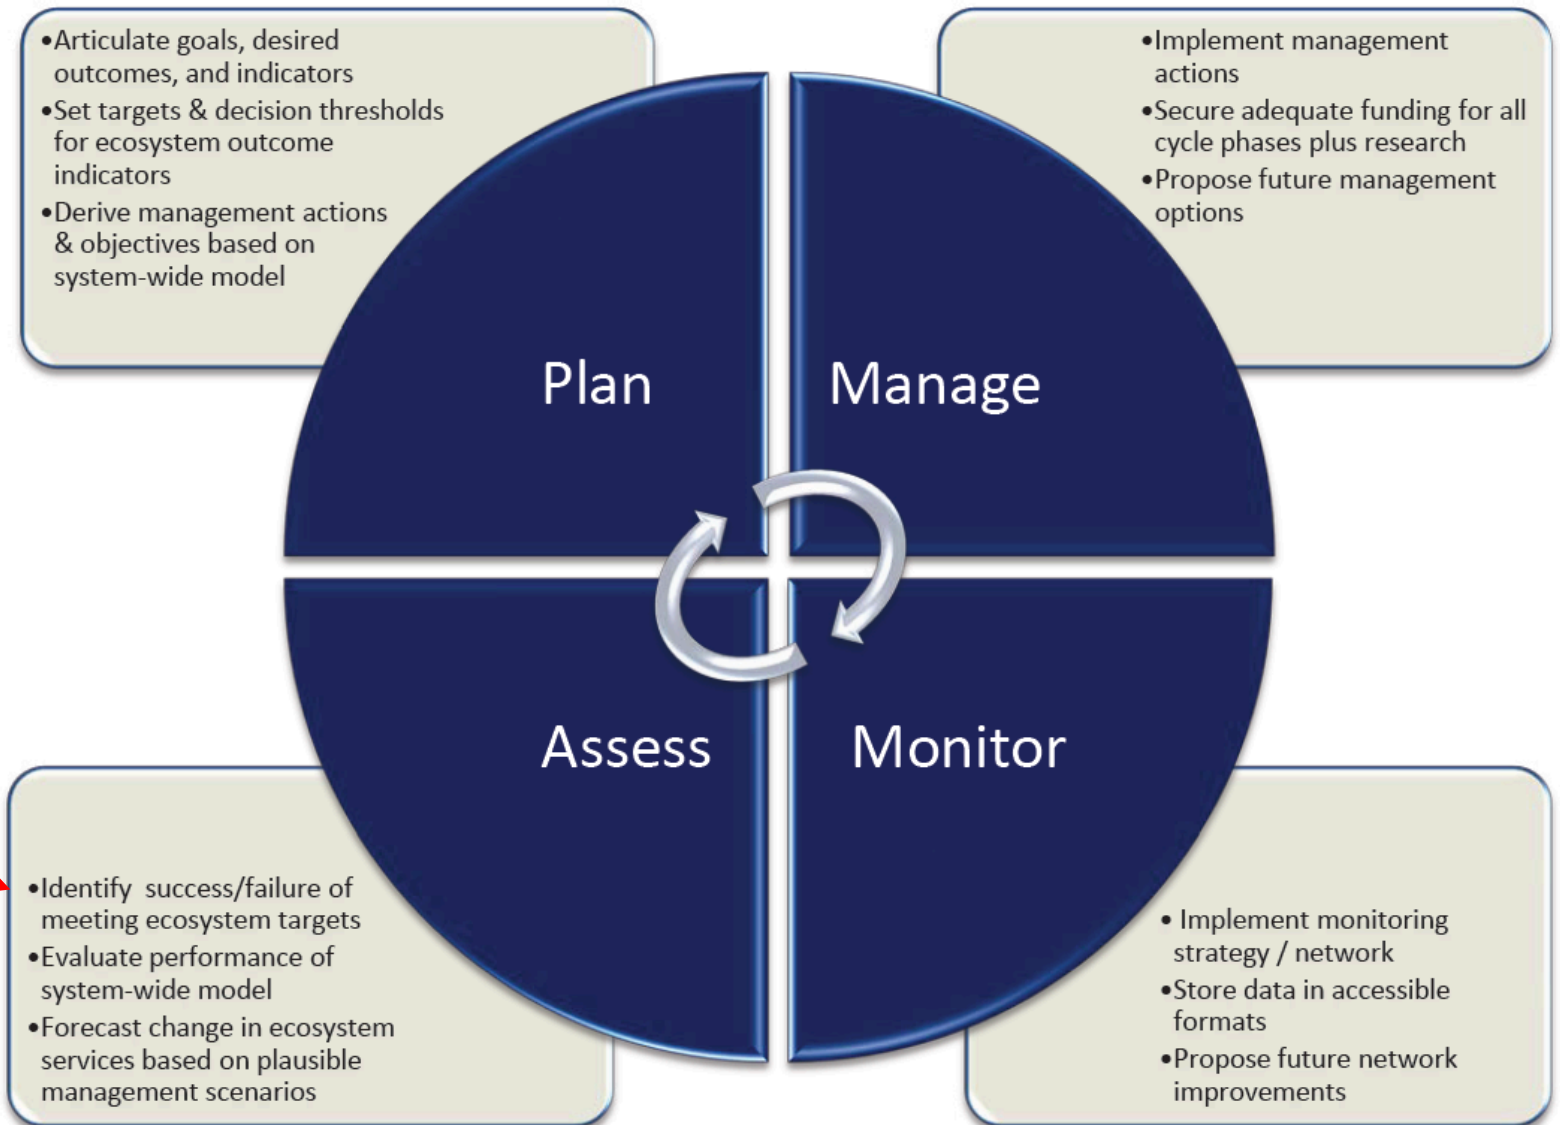 •Articulate goals, desired
outcomes, and indicators
•Set targets & decision thresholds
for ecosystem outcome
indicators
•Derive management actions
& objectives based on
system-wide model
•Implement management
actions
•Secure adequate funding for all
cycle phases plus research
•Propose future management
options
Plan
Manage
Assess
Monitor
•Identify success/failure of
meeting ecosystem targets
•Evaluate performance of
system-wide model
•Forecast change in ecosystem
services based on plausible
management scenarios
• Implement monitoring
strategy / network
•Store data in accessible
formats
•Propose future network
improvements